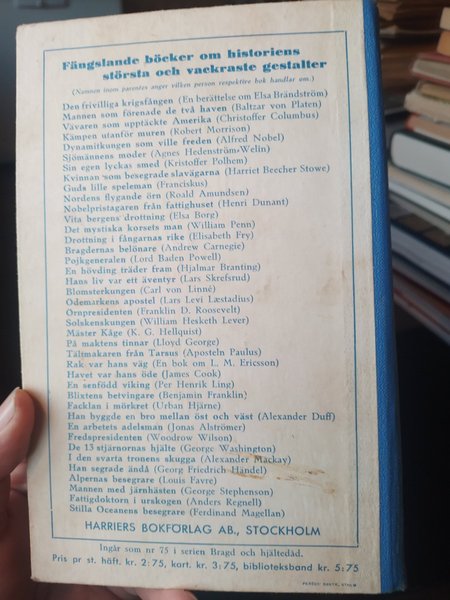 Fängslande böcker om historiens
största och vackraste gestalter
(Namnen inom parentes anger vilken person respektive bok handlar om.)
Den frivilliga krigsfången (En berättelse om Elsa Brändström)
Mannen som förenade de två haven (Baltzar von Platen)
Vävaren som upptäckte Amerika (Christoffer Columbus)
Kämpen utanför muren (Robert Morrison)
Dynamitkungen som ville freden (Alfred Nobel)
Sjömännens moder (Agnes Hedenström-Welin)
Sin egen lyckas smed (Kristoffer Polhem)
Kvinnan som besegrade slavägarna (Harriet Beecher Stowe)
Guds lille speleman (Franciskus)
Nordens flygande örn (Roald Amundsen)
Nobelpristagaren från fattighuset (Henri Dunant)
Vita bergens drottning (Elsa Borg)
Det mystiska korsets man (William Penn)
Drottning i fångarnas rike (Elisabeth Fry)
Bragdernas belönare (Andrew Carnegie)
Pojkgeneralen (Lord Baden Powell)
En hövding träder fram (Hjalmar Branting)
Hans liv var ett äventyr (Lars Skrefsrud)
Blomsterkungen (Carl von Linné)
Ödemarkens apostel (Lars Levi Læstadius)
Örnpresidenten (Franklin D. Roosevelt)
Solskenskungen (William Hesketh Lever)
Mäster Kåge (K. G. Hellquist)
På maktens tinnar (Lloyd George)
Tältmakaren från Tarsus (Aposteln Paulus)
Rak var hans väg (En bok om L. M. Ericsson)
Havet var hans öde (James Cook)
En senfödd viking (Per Henrik Ling)
Blixtens betvingare (Benjamin Franklin)
Facklan i mörkret (Urban Hjärne)
Han byggde en bro mellan öst och väst (Alexander Duff)
En arbetets adelsman (Jonas Alströmer)
Fredspresidenten (Woodrow Wilson)
De 13 stjärnornas hjälte (George Washington)
I den svarta tronens skugga (Alexander Mackay)
Han segrade ändå (Georg Friedrich Händel)
Alpernas besegrare (Louis Favre)
Mannen med järnhästen (George Stephenson)
Fattigdoktorn i urskogen (Anders Regnell)
Stilla Oceanens besegrare (Ferdinand Magellan)
HARRIERS BOKFÖRLAG AB., STOCKHOLM
Ingår som nr 75 i serien Bragd och hjältedåd.
Pris pr st. häft. kr. 2:75, kart. kr. 3:75, biblioteksband kr. 5:75